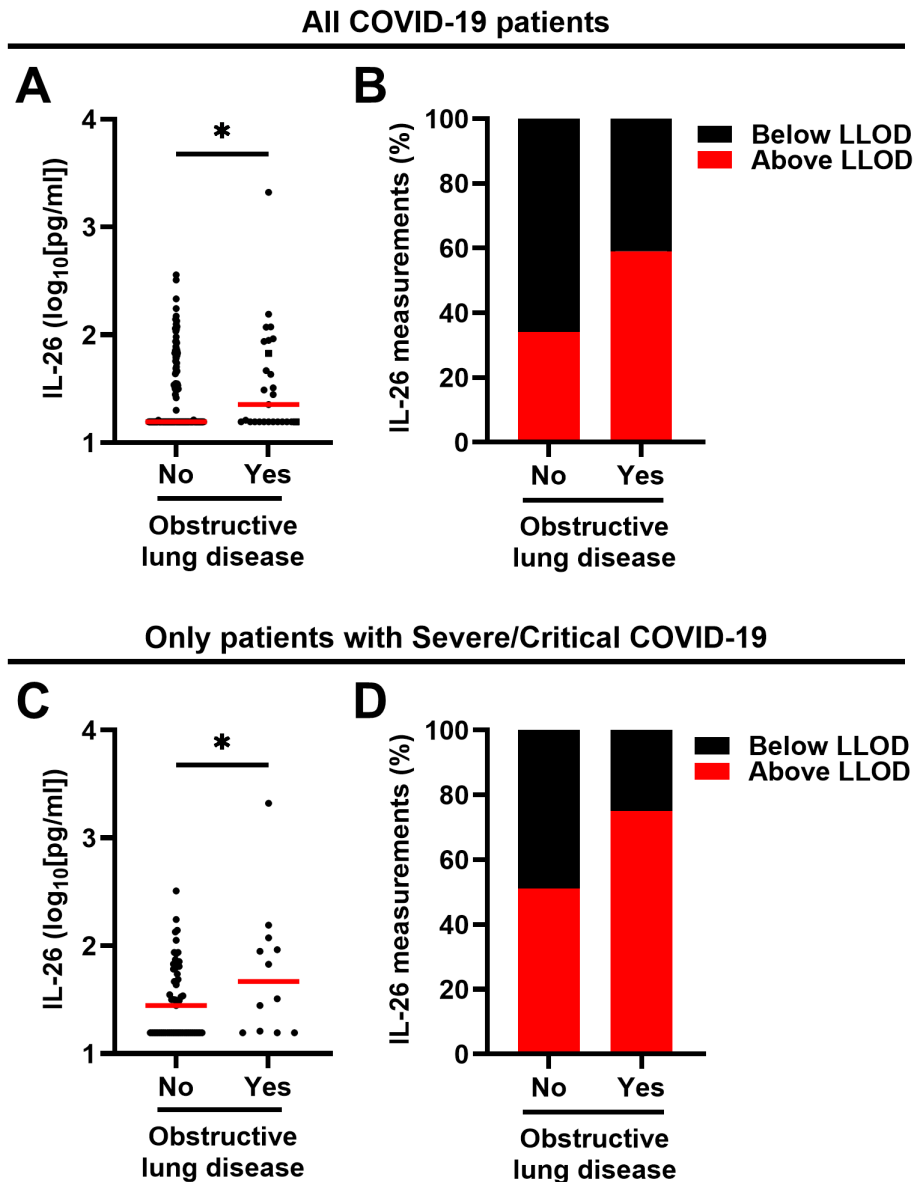 All COVID-19 patients
A
B
IL-26 (log10[pg/ml])
4
3
2
1
*
No
Yes
Obstructive
lung disease
IL-26 measurements (%)
100
80
60
40
20
0
No
Yes
Obstructive
lung disease
Below LLOD
Above LLOD
Only patients with Severe/Critical COVID-19
C
D
IL-26 (log10[pg/ml])
4
3
2
1
*
No
Yes
Obstructive
lung disease
IL-26 measurements (%)
100
80
60
40
20
0
No
Yes
Obstructive
lung disease
Below LLOD
Above LLOD